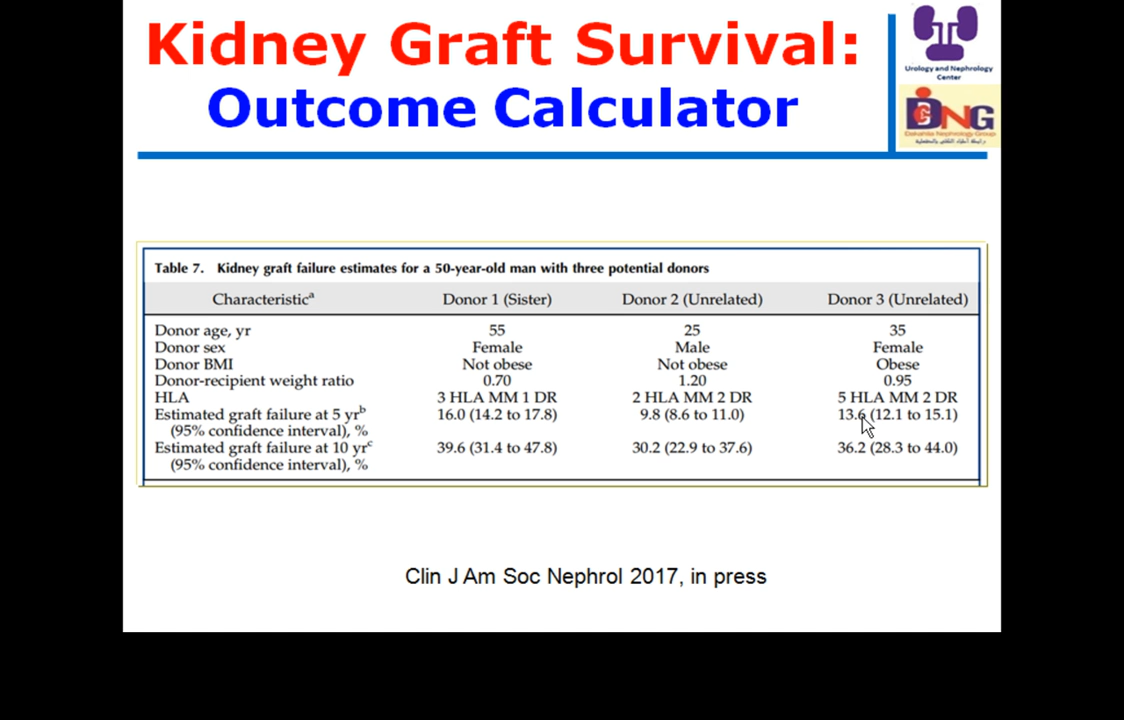 Kidney Graft Survival:
Outcome Calculator
Urology and Nephrology
Center
DNG
Dakahlia Nephrology Group
Table 7. Kidney graft failure estimates for a 50-year-old man with three potential donors
Characteristicᵃ Donor 1 (Sister) Donor 2 (Unrelated) Donor 3 (Unrelated)
Donor age, yr 55 25 35
Donor sex Female Male Female
Donor BMI Not obese Not obese Obese
Donor-recipient weight ratio 0.70 1.20 0.95
HLA 3 HLA MM 1 DR 2 HLA MM 2 DR 5 HLA MM 2 DR
Estimated graft failure at 5 yrᵇ 16.0 (14.2 to 17.8) 9.8 (8.6 to 11.0) 13.6 (12.1 to 15.1)
(95% confidence interval), %
Estimated graft failure at 10 yrᶜ 39.6 (31.4 to 47.8) 30.2 (22.9 to 37.6) 36.2 (28.3 to 44.0)
(95% confidence interval), %
Clin J Am Soc Nephrol 2017, in press